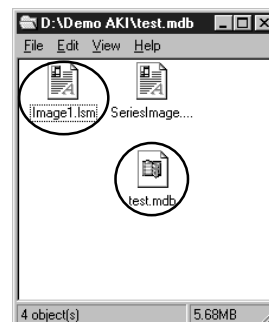 D:\Demo AKI\test.mdb
File Edit View Help
Image1.lsm SeriesImage....
test.mdb
4 object(s) 5.68MB